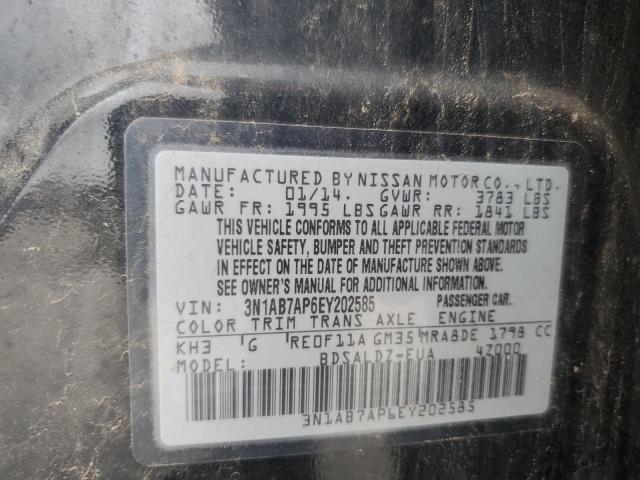 MANUFACTURED BY NISSAN MOTOR CO., LTD.
DATE: 01/14. GVWR: 3783 LBS
GAWR FR: 1995 LBS GAWR RR: 1841 LBS
THIS VEHICLE CONFORMS TO ALL APPLICABLE FEDERAL MOTOR
VEHICLE SAFETY, BUMPER AND THEFT PREVENTION STANDARDS
IN EFFECT ON THE DATE OF MANUFACTURE SHOWN ABOVE.
SEE OWNER'S MANUAL FOR ADDITIONAL INFORMATION.
VIN: 3N1AB7AP6EY202585 PASSENGER CAR.
COLOR TRIM TRANS AXLE ENGINE
KH3 G RE0F11A GM35 MRA8DE 1798 CC
MODEL: BDSALDZ-EUA 4Z000
3N1AB7AP6EY202585